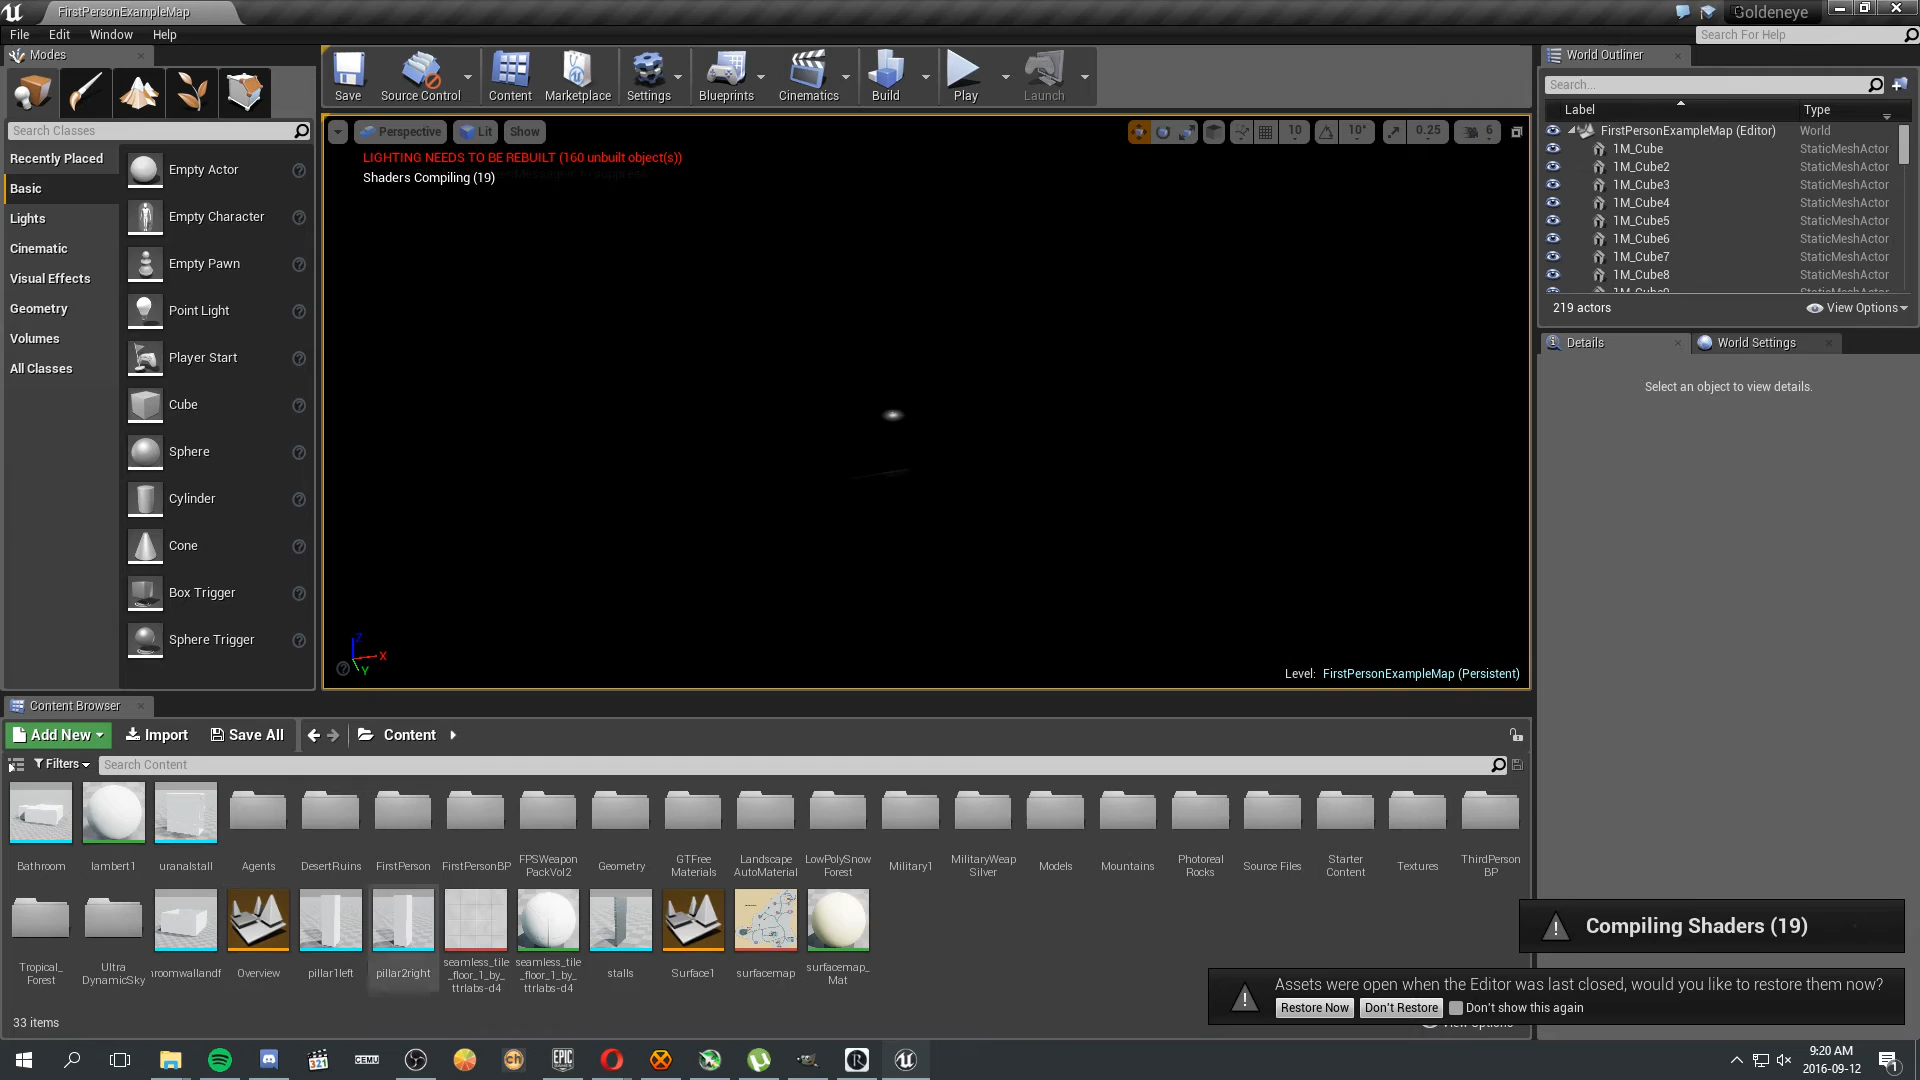 FirstPersonExampleMap
Goldeneye
File Edit Window Help
Search For Help
Modes
Search Classes
Recently Placed
Basic
Lights
Cinematic
Visual Effects
Geometry
Volumes
All Classes
Empty Actor
Empty Character
Empty Pawn
Point Light
Player Start
Cube
Sphere
Cylinder
Cone
Box Trigger
Sphere Trigger
Save Source Control Content Marketplace Settings Blueprints Cinematics Build Play Launch
Perspective Lit Show
10 10° 0.25 6
LIGHTING NEEDS TO BE REBUILT (160 unbuilt object(s))
Shaders Compiling (19)
Z
X
Y
Level: FirstPersonExampleMap (Persistent)
World Outliner
Search...
Label Type
FirstPersonExampleMap (Editor) World
1M_Cube StaticMeshActor
1M_Cube2 StaticMeshActor
1M_Cube3 StaticMeshActor
1M_Cube4 StaticMeshActor
1M_Cube5 StaticMeshActor
1M_Cube6 StaticMeshActor
1M_Cube7 StaticMeshActor
1M_Cube8 StaticMeshActor
219 actors View Options
Details World Settings
Select an object to view details.
Content Browser
Add New Import Save All Content
Filters Search Content
Bathroom
lambert1
uranalstall
Agents
DesertRuins
FirstPerson
FirstPersonBP
FPSWeapon
PackVol2
Geometry
GTFree
Materials
Landscape
AutoMaterial
LowPolySnow
Forest
Military1
MilitaryWeap
Silver
Models
Mountains
Photoreal
Rocks
Source Files
Starter
Content
Textures
ThirdPerson
BP
Tropical_
Forest
Ultra
DynamicSky
roomwallandf
Overview
pillar1left
pillar2right
seamless_tile
_floor_1_by_
ttrlabs-d4
seamless_tile
_floor_1_by_
ttrlabs-d4
stalls
Surface1
surfacemap
surfacemap_
Mat
33 items
Compiling Shaders (19)
Assets were open when the Editor was last closed, would you like to restore them now?
Restore Now Don't Restore Don't show this again
View Options
321
CEMU
ch
EPIC
GAMES
R
9:20 AM
2016-09-12
1